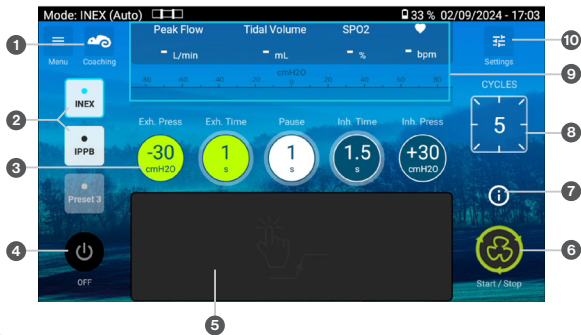 Mode: INEX (Auto) 33 % 02/09/2024 - 17:03
1 Menu Coaching
Peak Flow Tidal Volume SPO2
- L/min - mL - % - bpm
cmH2O
-80 -60 -40 -20 0 20 40 60 80
10 Settings
9
2 INEX
IPPB
Preset 3
CYCLES
5
8
Exh. Press Exh. Time Pause Inh. Time Inh. Press
3 -30 cmH2O 1 s 1 s 1.5 s +30 cmH2O
7 i
4 OFF
5
6 Start / Stop